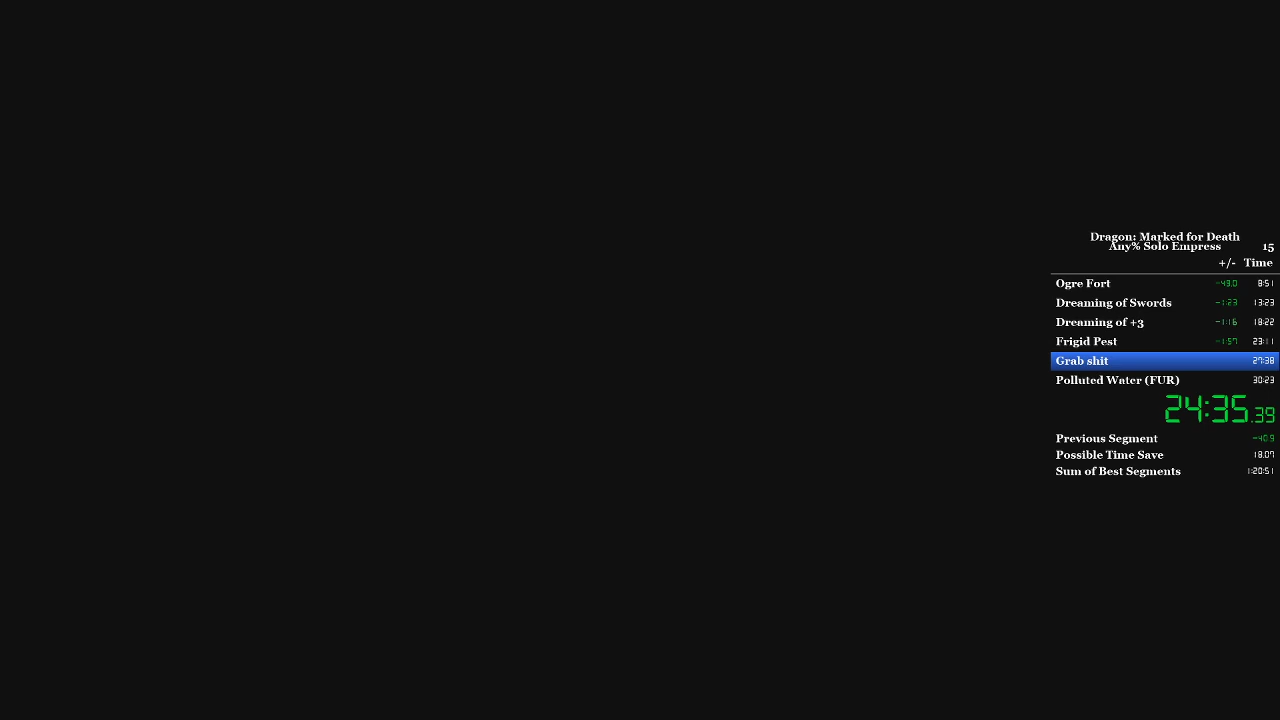 Dragon: Marked for Death
Any% Solo Empress 15
+/- Time
Ogre Fort -43.0 8:51
Dreaming of Swords -1:23 13:23
Dreaming of +3 -1:16 18:22
Frigid Pest -1:57 23:11
Grab shit 27:38
Polluted Water (FUR) 30:23
24:35.39
Previous Segment -40.9
Possible Time Save 18.07
Sum of Best Segments 1:20:51